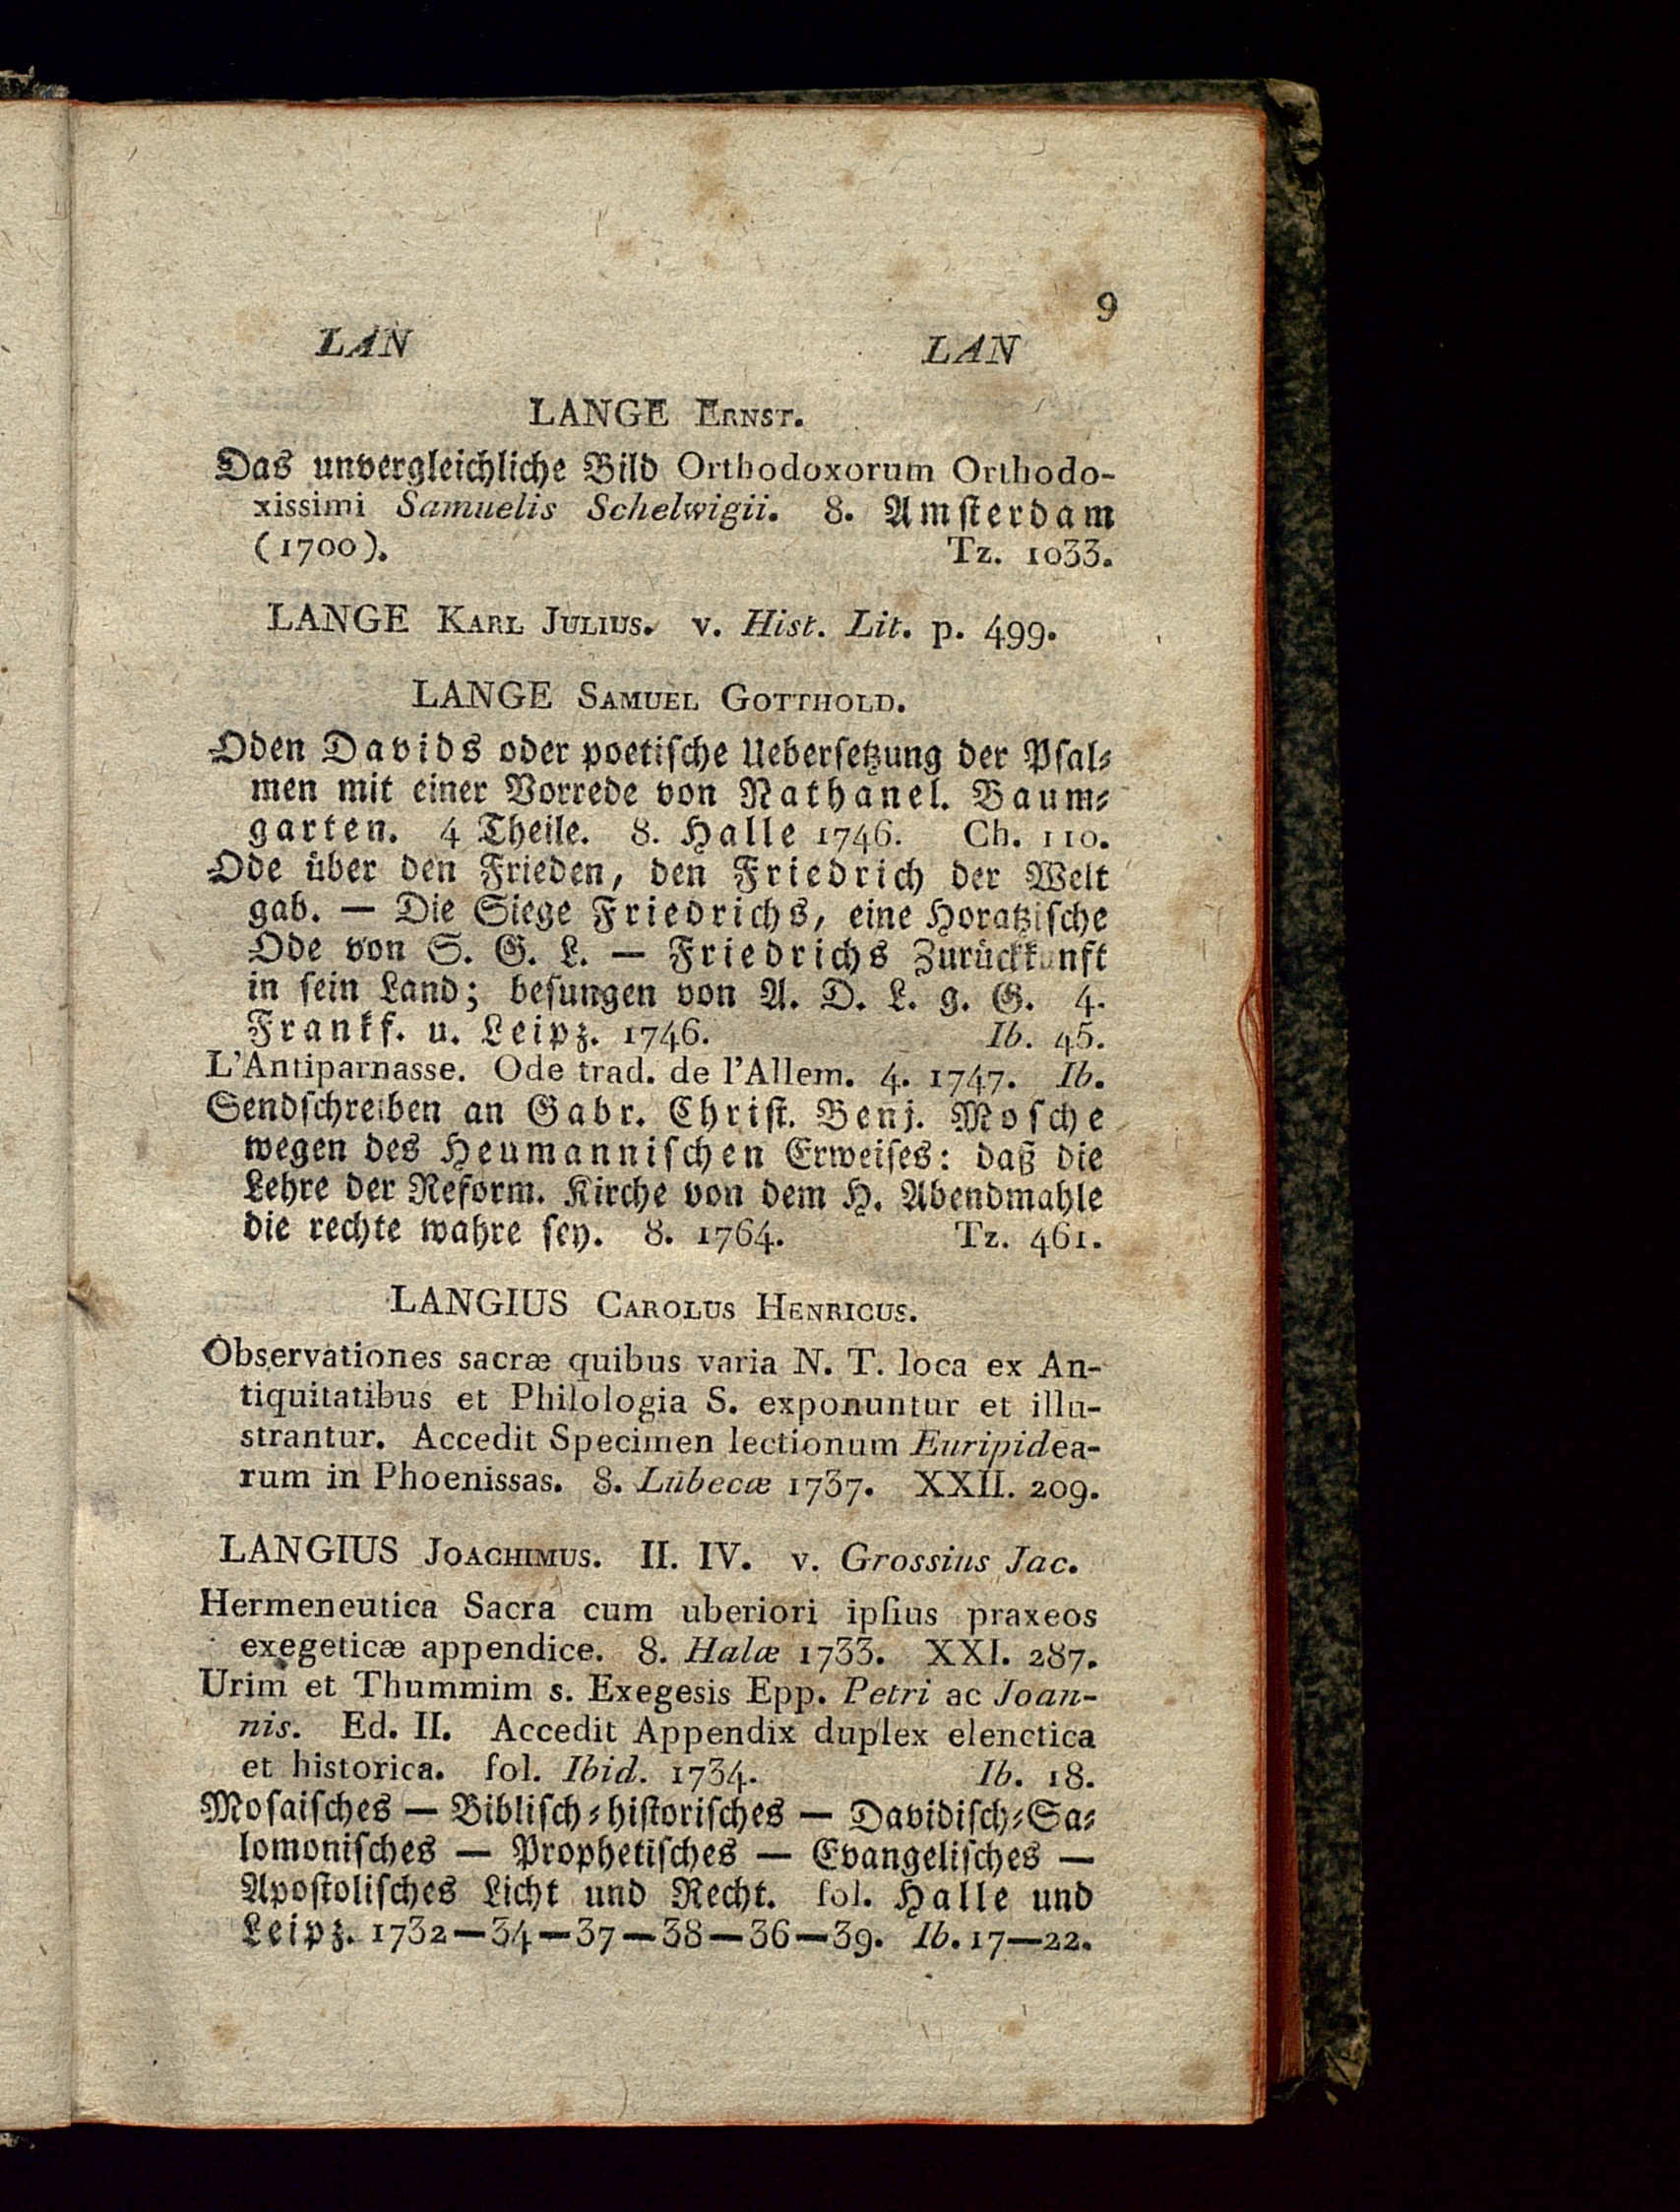 9
LAN LAN
LANGE Ernst.
Das unvergleichliche Bild Orthodoxorum Orthodo-
xissimi Samuelis Schelwigii. 8. Amſterdam
(1700). Tz. 1033.
LANGE Karl Julius. v. Hist. Lit. p. 499.
LANGE Samuel Gotthold.
Oden Davids oder poetiſche Ueberſetzung der Pſal⸗
men mit einer Vorrede von Nathanel. Baum⸗
garten. 4 Theile. 8. Halle 1746. Ch. 110.
Ode über den Frieden, den Friedrich der Welt
gab. — Die Siege Friedrichs, eine Horatziſche
Ode von S. G. L. — Friedrichs Zurückkunft
in ſein Land; beſungen von A. D. L. g. G. 4.
Frankf. u. Leipz. 1746. Ib. 45.
L'Antiparnasse. Ode trad. de l'Allem. 4. 1747. Ib.
Sendſchreiben an Gabr. Chriſt. Benj. Moſche
wegen des Heumanniſchen Erweiſes: daß die
Lehre der Reform. Kirche von dem H. Abendmahle
die rechte wahre ſey. 8. 1764. Tz. 461.
LANGIUS Carolus Henricus.
Observationes sacræ quibus varia N. T. loca ex An-
tiquitatibus et Philologia S. exponuntur et illu-
strantur. Accedit Specimen lectionum Euripidea-
rum in Phoenissas. 8. Lübecæ 1737. XXII. 209.
LANGIUS Joachimus. II. IV. v. Grossius Jac.
Hermeneutica Sacra cum uberiori ipſius praxeos
exegeticæ appendice. 8. Halæ 1733. XXI. 287.
Urim et Thummim s. Exegesis Epp. Petri ac Joan-
nis. Ed. II. Accedit Appendix duplex elenctica
et historica. fol. Ibid. 1734. Ib. 18.
Moſaiſches — Bibliſch⸗hiſtoriſches — Davidiſch⸗Sa⸗
lomoniſches — Prophetiſches — Evangeliſches —
Apoſtoliſches Licht und Recht. fol. Halle und
Leipz. 1732—34—37—38—36—39. Ib. 17—22.